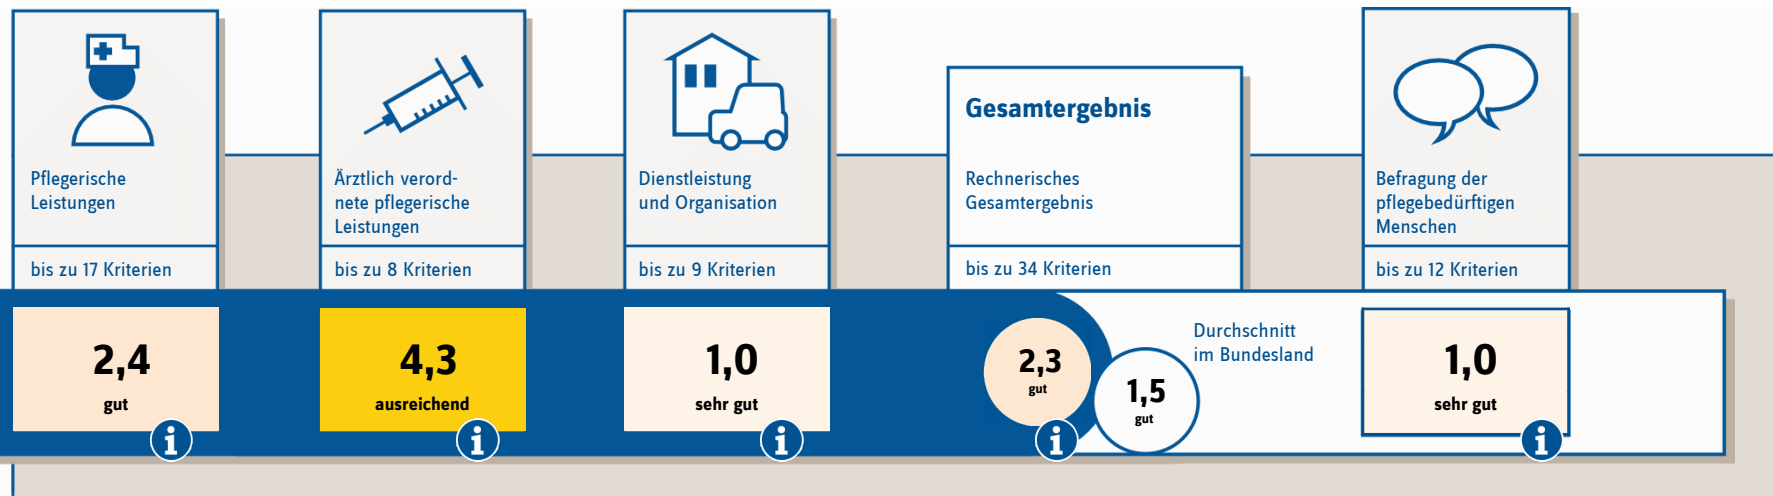 Pflegerische
Leistungen
bis zu 17 Kriterien
2,4
gut
i
Ärztlich verord-
nete pflegerische
Leistungen
bis zu 8 Kriterien
4,3
ausreichend
i
Dienstleistung
und Organisation
bis zu 9 Kriterien
1,0
sehr gut
i
Gesamtergebnis
Rechnerisches
Gesamtergebnis
bis zu 34 Kriterien
2,3
gut
i
1,5
gut
Durchschnitt
im Bundesland
Befragung der
pflegebedürftigen
Menschen
bis zu 12 Kriterien
1,0
sehr gut
i